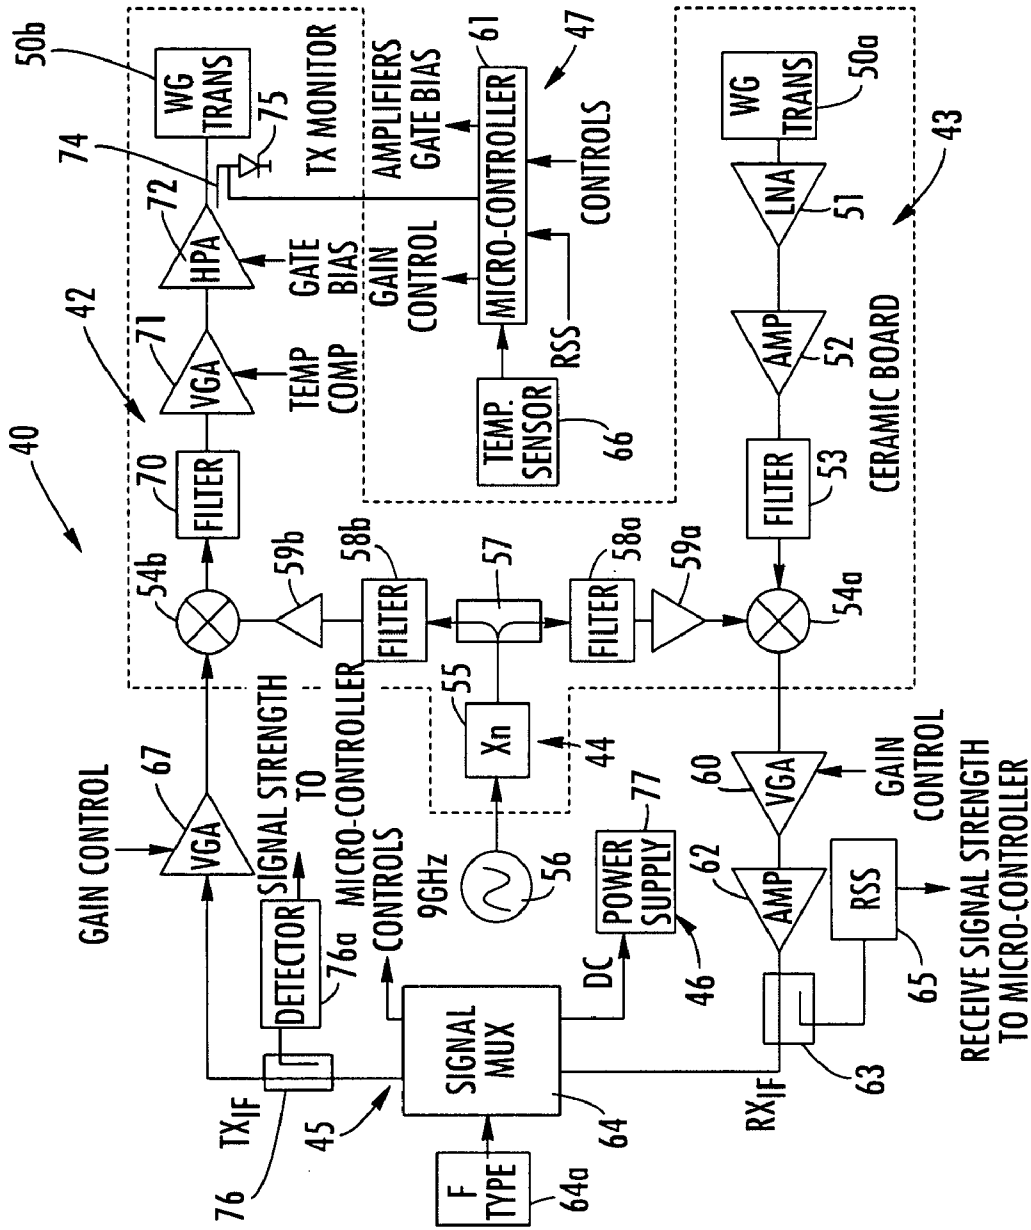 40
42
50b
WG
TRANS
74
75
TX MONITOR
72
HPA
GATE
BIAS
71
VGA
TEMP
COMP
70
FILTER
54b
59b
58b
FILTER
57
58a
FILTER
59a
54a
55
Xn
44
9GHz
56
61
MICRO-CONTROLLER
47
AMPLIFIERS
GATE BIAS
GAIN
CONTROL
CONTROLS
RSS
TEMP.
SENSOR
66
WG
TRANS
50a
43
LNA
51
AMP
52
CERAMIC BOARD
FILTER
53
GAIN CONTROL
67
VGA
SIGNAL STRENGTH
TO
MICRO-CONTROLLER
DETECTOR
76a
CONTROLS
TXIF
76
45
SIGNAL
MUX
64
F
TYPE
64a
DC
POWER
SUPPLY
77
46
60
VGA
GAIN
CONTROL
62
AMP
RSS
65
RXIF
63
RECEIVE SIGNAL STRENGTH
TO MICRO-CONTROLLER